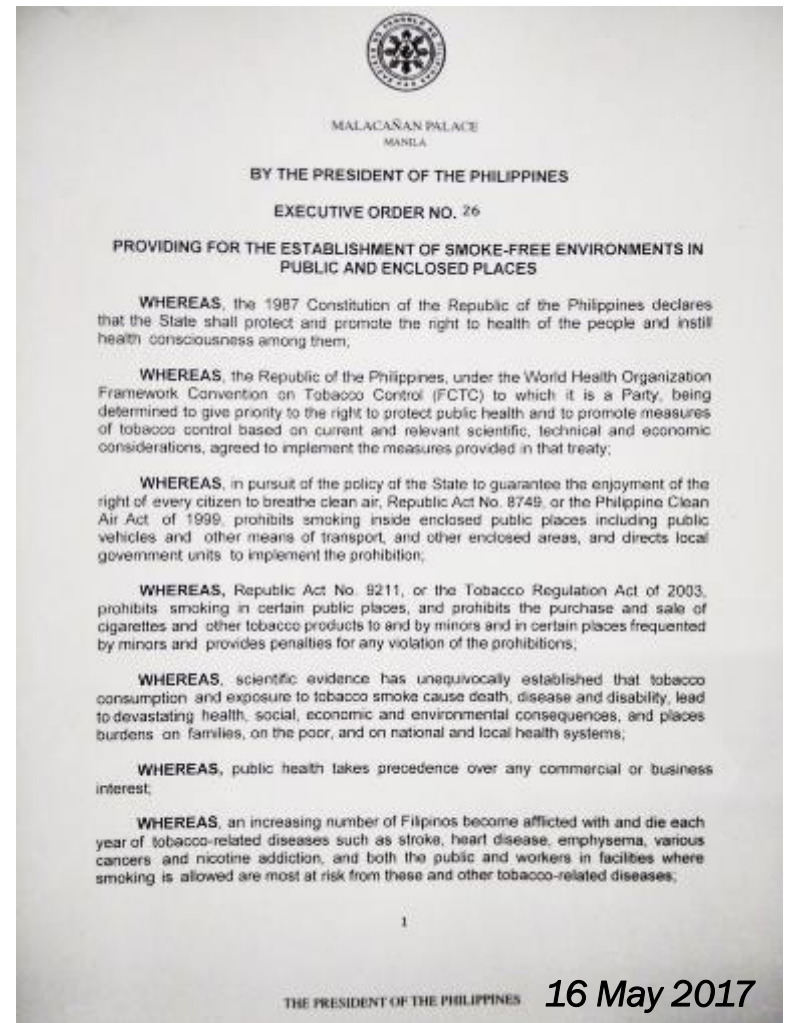 MALACAÑAN PALACE
MANILA
BY THE PRESIDENT OF THE PHILIPPINES
EXECUTIVE ORDER NO. 26
PROVIDING FOR THE ESTABLISHMENT OF SMOKE-FREE ENVIRONMENTS IN
PUBLIC AND ENCLOSED PLACES
WHEREAS, the 1987 Constitution of the Republic of the Philippines declares
that the State shall protect and promote the right to health of the people and instill
health consciousness among them;
WHEREAS, the Republic of the Philippines, under the World Health Organization
Framework Convention on Tobacco Control (FCTC) to which it is a Party, being
determined to give priority to the right to protect public health and to promote measures
of tobacco control based on current and relevant scientific, technical and economic
considerations, agreed to implement the measures provided in that treaty;
WHEREAS, in pursuit of the policy of the State to guarantee the enjoyment of the
right of every citizen to breathe clean air, Republic Act No. 8749, or the Philippine Clean
Air Act of 1999, prohibits smoking inside enclosed public places including public
vehicles and other means of transport, and other enclosed areas, and directs local
government units to implement the prohibition;
WHEREAS, Republic Act No. 9211, or the Tobacco Regulation Act of 2003,
prohibits smoking in certain public places, and prohibits the purchase and sale of
cigarettes and other tobacco products to and by minors and in certain places frequented
by minors and provides penalties for any violation of the prohibitions;
WHEREAS, scientific evidence has unequivocally established that tobacco
consumption and exposure to tobacco smoke cause death, disease and disability, lead
to devastating health, social, economic and environmental consequences, and places
burdens on families, on the poor, and on national and local health systems;
WHEREAS, public health takes precedence over any commercial or business
interest;
WHEREAS, an increasing number of Filipinos become afflicted with and die each
year of tobacco-related diseases such as stroke, heart disease, emphysema, various
cancers and nicotine addiction, and both the public and workers in facilities where
smoking is allowed are most at risk from these and other tobacco-related diseases;
1
THE PRESIDENT OF THE PHILIPPINES
16 May 2017